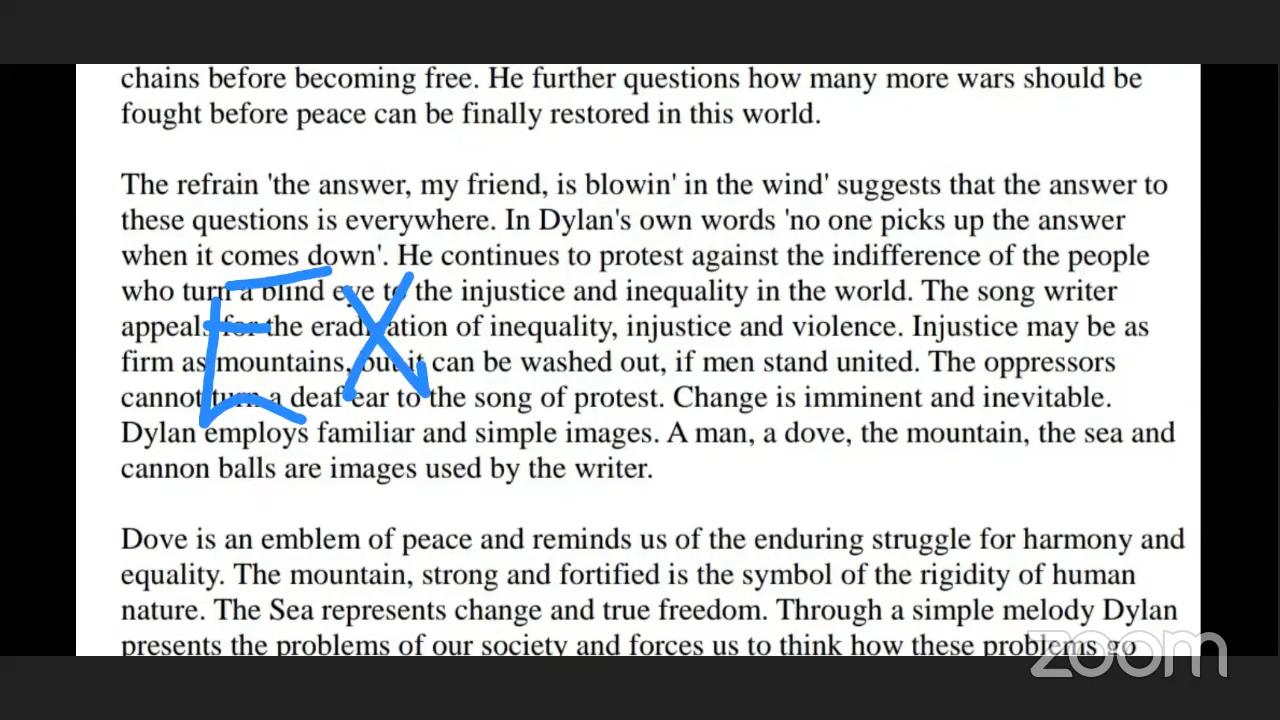 chains before becoming free. He further questions how many more wars should be
fought before peace can be finally restored in this world.
The refrain 'the answer, my friend, is blowin' in the wind' suggests that the answer to
these questions is everywhere. In Dylan's own words 'no one picks up the answer
when it comes down'. He continues to protest against the indifference of the people
who turn a blind eye to the injustice and inequality in the world. The song writer
appeals for the eradication of inequality, injustice and violence. Injustice may be as
firm as mountains, but it can be washed out, if men stand united. The oppressors
cannot turn a deaf ear to the song of protest. Change is imminent and inevitable.
Dylan employs familiar and simple images. A man, a dove, the mountain, the sea and
cannon balls are images used by the writer.
EX
Dove is an emblem of peace and reminds us of the enduring struggle for harmony and
equality. The mountain, strong and fortified is the symbol of the rigidity of human
nature. The Sea represents change and true freedom. Through a simple melody Dylan
presents the problems of our society and forces us to think how these problems go
zoom